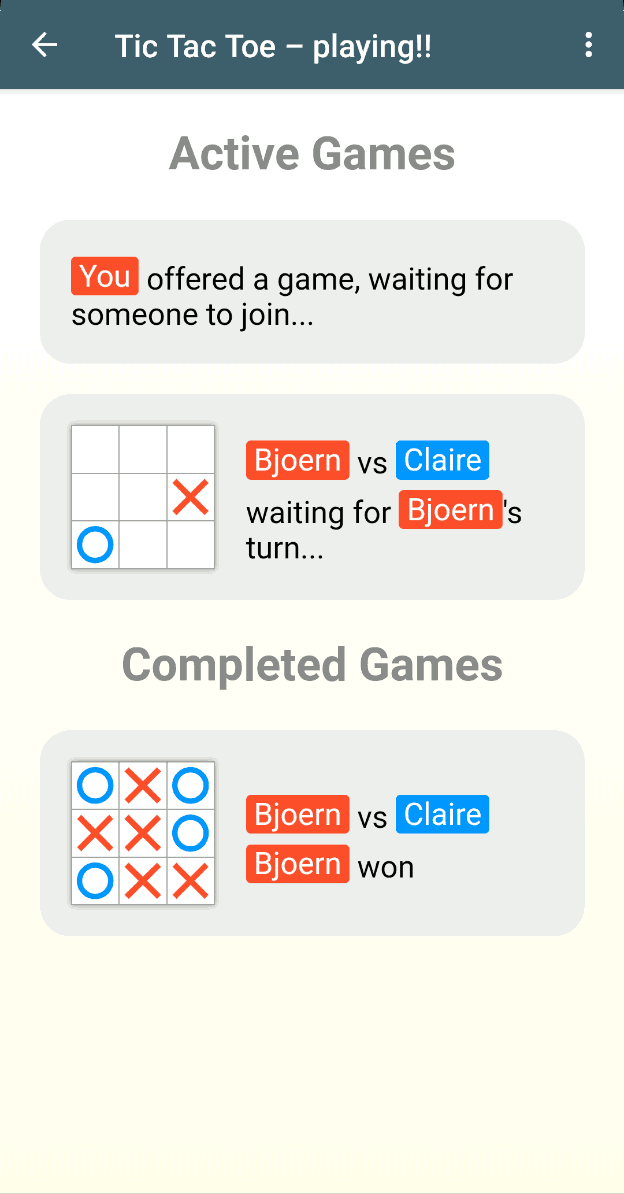 Tic Tac Toe – playing!!
Active Games
You offered a game, waiting for
someone to join...
Bjoern vs Claire
waiting for Bjoern's
turn...
Completed Games
Bjoern vs Claire
Bjoern won